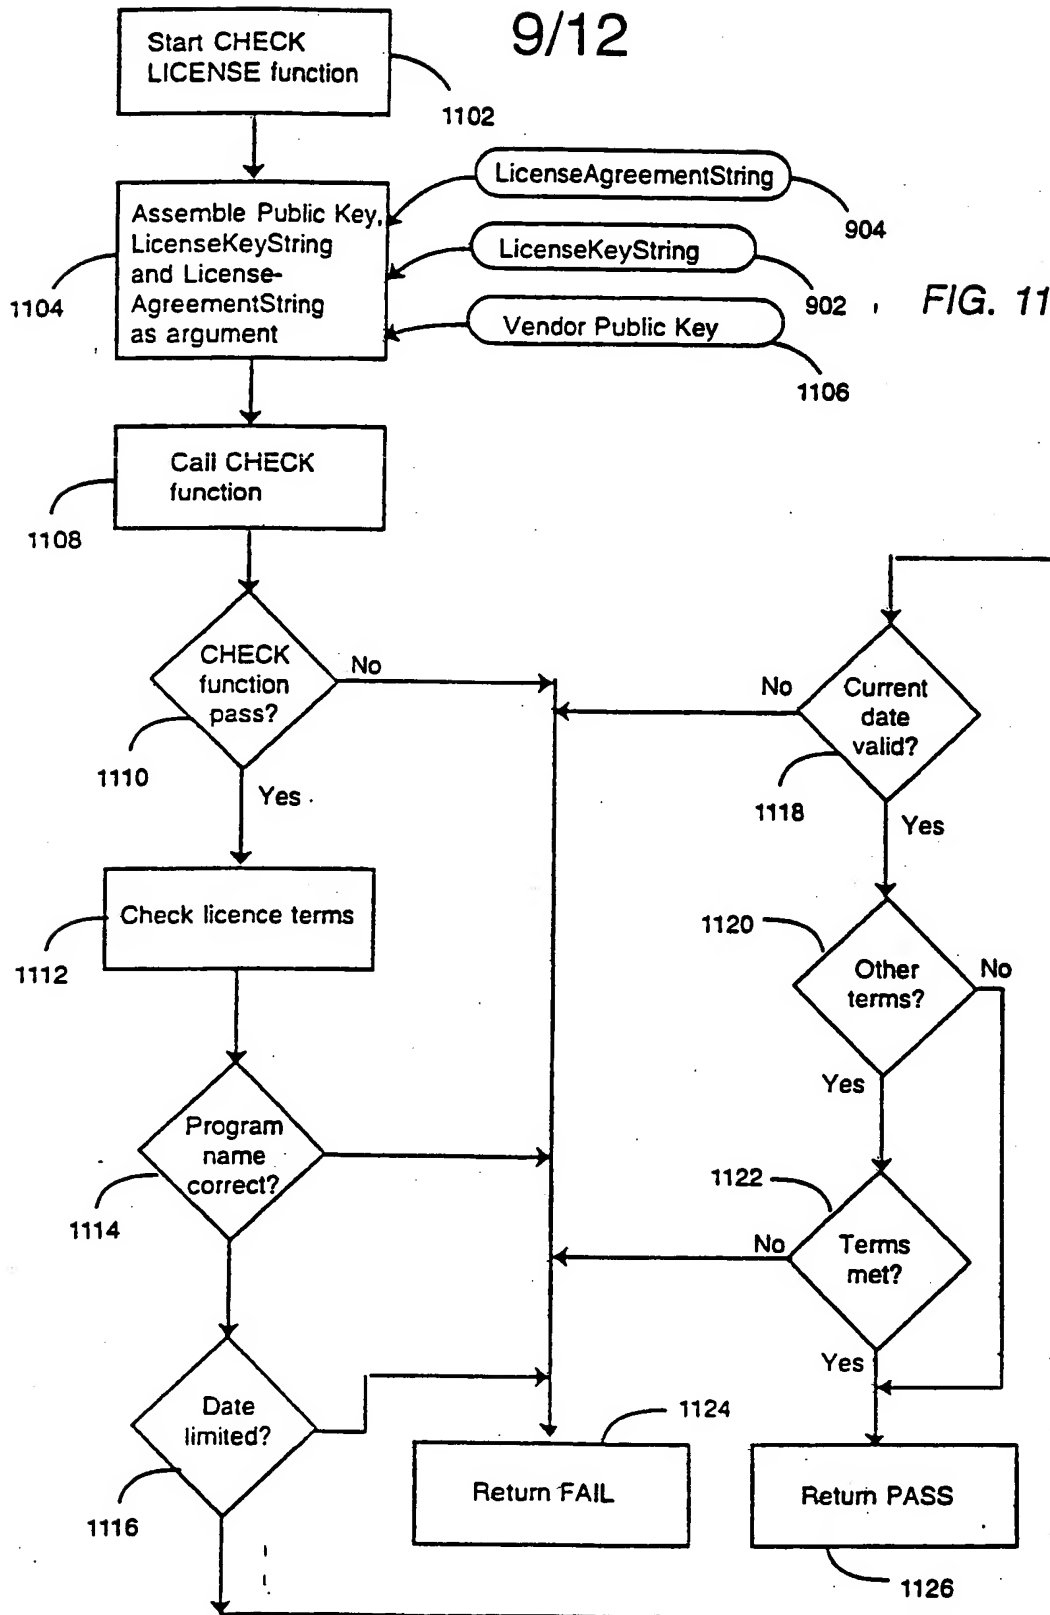 9/12
Start CHECK
LICENSE function
1102
LicenseAgreementString
904
Assemble Public Key,
LicenseKeyString
and License-
AgreementString
as argument
1104
LicenseKeyString
902
FIG. 11
Vendor Public Key
1106
Call CHECK
function
1108
CHECK
function
pass?
No
1110
Yes
Check licence terms
1112
Program
name
correct?
1114
Date
limited?
1116
Current
date
valid?
No
1118
Yes
1120
Other
terms?
No
Yes
1122
Terms
met?
No
Yes
1124
Return FAIL
Return PASS
1126